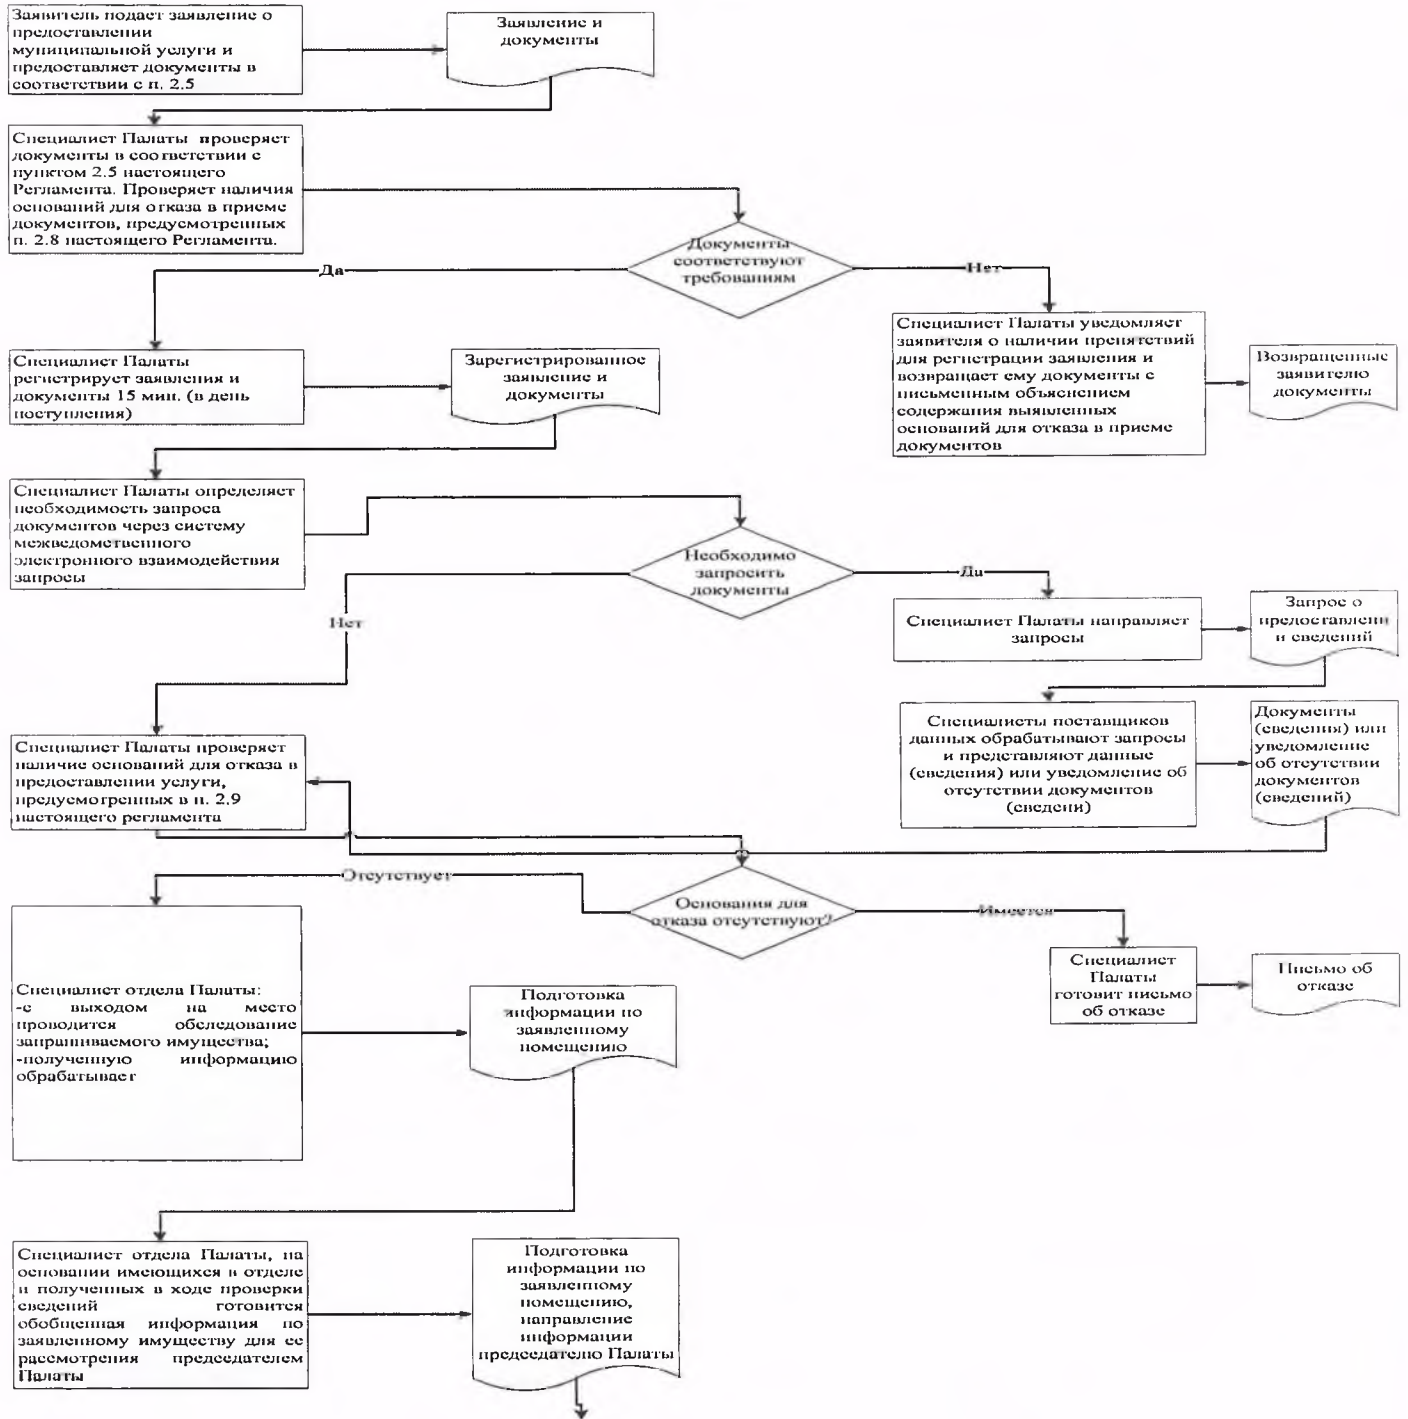 Заявитель подает заявление о
предоставлении
муниципальной услуги и
предоставляет документы в
соответствии с п. 2.5
Заявление и
документы
Специалист Палаты проверяет
документы в соответствии с
пунктом 2.5 настоящего
Регламента. Проверяет наличия
оснований для отказа в приеме
документов, предусмотренных
п. 2.8 настоящего Регламента.
Документы
соответствуют
требованиям
Да
Нет
Специалист Палаты
регистрирует заявления и
документы 15 мин. (в день
поступления)
Зарегистрированное
заявление и
документы
Специалист Палаты уведомляет
заявителя о наличии препятствий
для регистрации заявления и
возвращает ему документы с
письменным объяснением
содержания выявленных
оснований для отказа в приеме
документов
Возвращенные
заявителю
документы
Специалист Палаты определяет
необходимость запроса
документов через систему
межведомственного
электронного взаимодействия
запросы
Необходимо
запросить
документы
Да
Нет
Специалист Палаты направляет
запросы
Запрос о
предоставлени
и сведений
Специалисты поставщиков
данных обрабатывают запросы
и представляют данные
(сведения) или уведомление об
отсутствии документов
(сведени)
Документы
(сведения) или
уведомление
об отсутствии
документов
(сведений)
Специалист Палаты проверяет
наличие оснований для отказа в
предоставлении услуги,
предусмотренных в п. 2.9
настоящего регламента
Отсутствует
Основания для
отказа отсутствуют?
Имеется
Специалист
Палаты
готовит письмо
об отказе
Письмо об
отказе
Специалист отдела Палаты:
-с выходом на место
проводится обследование
запрашиваемого имущества;
-полученную информацию
обрабатывает
Подготовка
информации по
заявленному
помещению
Специалист отдела Палаты, на
основании имеющихся в отделе
и полученных в ходе проверки
сведений готовится
обобщенная информация по
заявленному имуществу для ее
рассмотрения председателем
Палаты
Подготовка
информации по
заявленному
помещению,
направление
информации
председателю Палаты